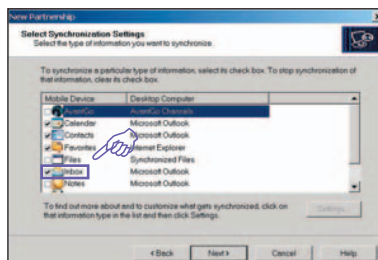 New Partnership
Select Synchronization Settings
Select the type of information you want to synchronize.
To synchronize a particular type of information, select its check box. To stop synchronization of
that information, clear its check box.
Mobile Device Desktop Computer
AvantGo AvantGo Channels
Calendar Microsoft Outlook
Contacts Microsoft Outlook
Favorites Internet Explorer
Files Synchronized Files
Inbox Microsoft Outlook
Notes Microsoft Outlook
To find out more about and to customize what gets synchronized, click on
that information type in the list and then click Settings.
Settings...
< Back Next > Cancel Help